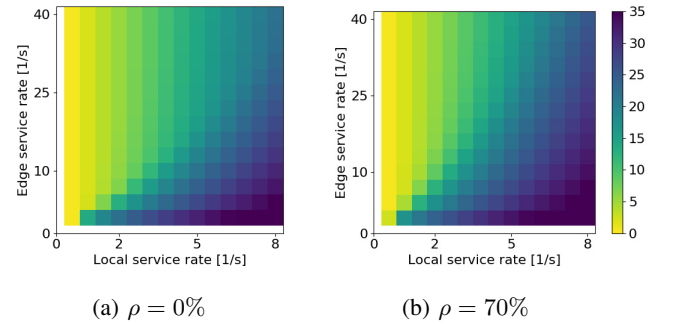 40
25
10
0
Edge service rate [1/s]
0 2 5 8
Local service rate [1/s]
(a) ρ = 0%
40
25
10
0
Edge service rate [1/s]
0 2 5 8
Local service rate [1/s]
(b) ρ = 70%
35
30
25
20
15
10
5
0